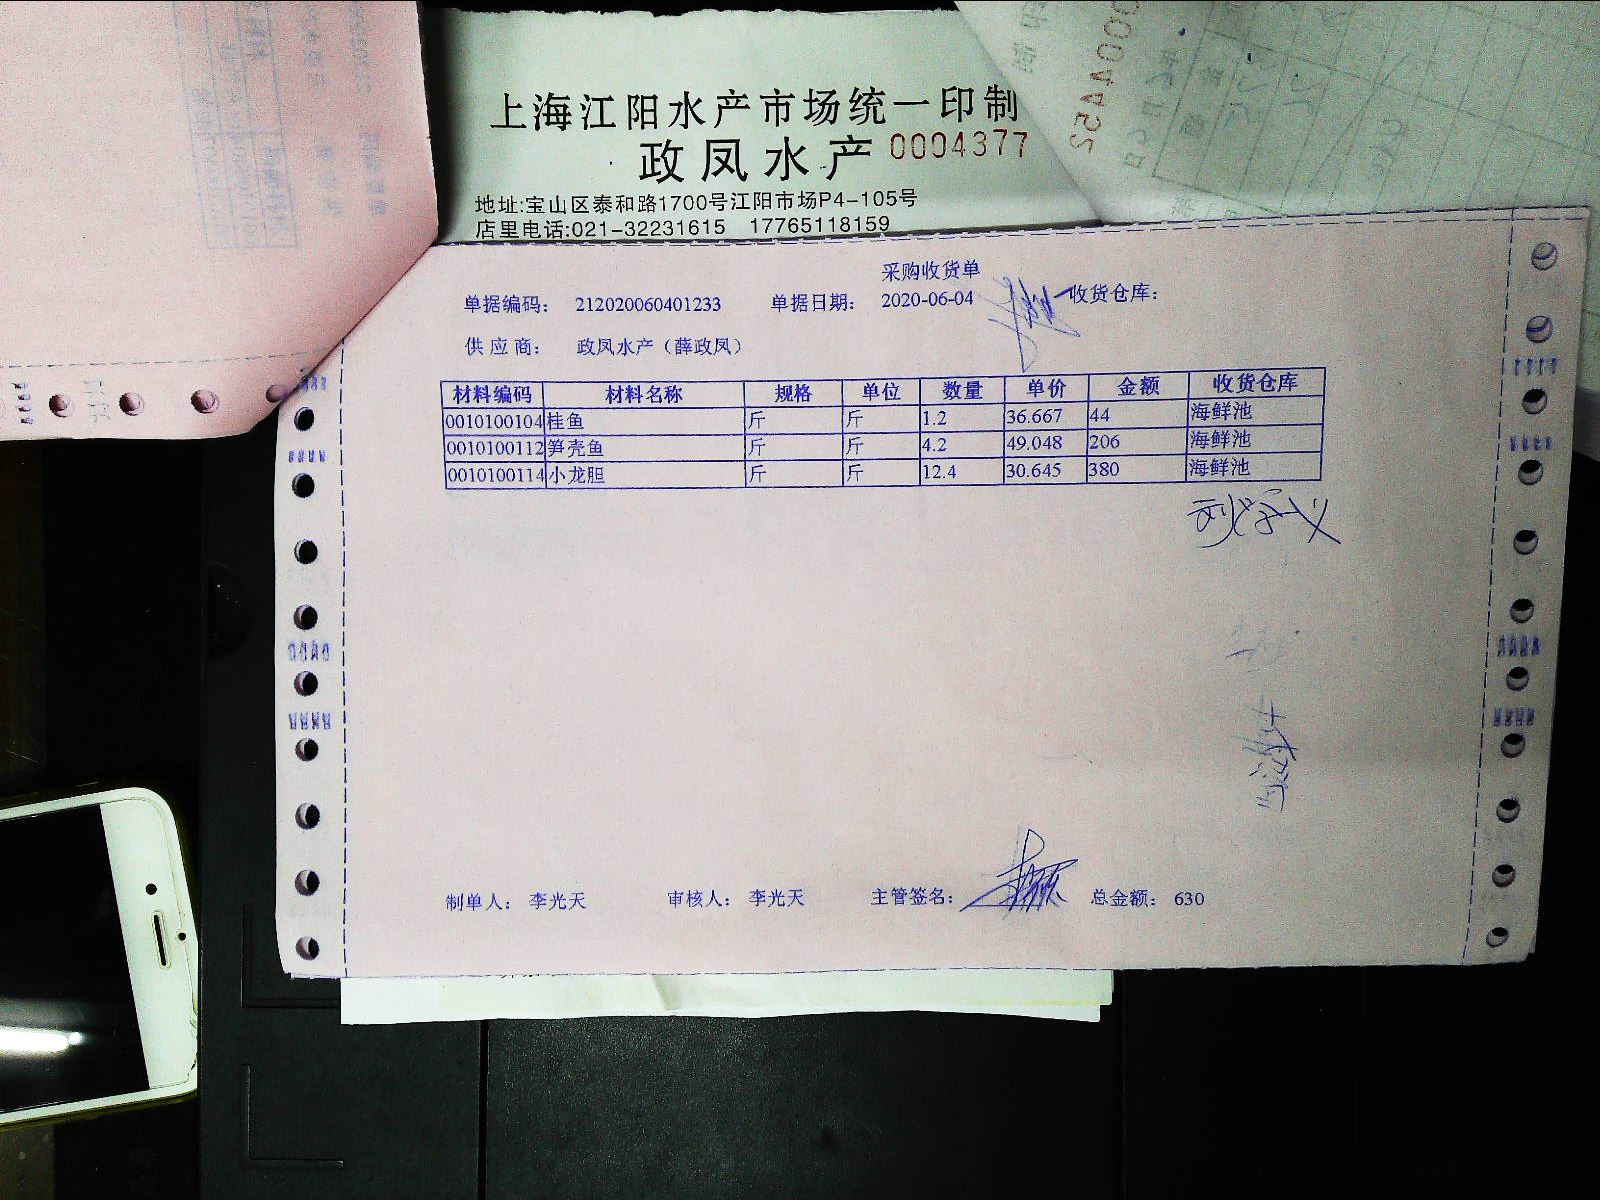 上海江阳水产市场统一印制
政凤水产 0004377
地址:宝山区泰和路1700号江阳市场P4-105号
店里电话:021-32231615 17765118159
0004452
采购收货单
单据编码: 212020060401233 单据日期: 2020-06-04 收货仓库:
供应商: 政凤水产(薛政凤)
材料编码 材料名称 规格 单位 数量 单价 金额 收货仓库
0010100104 桂鱼 斤 斤 1.2 36.667 44 海鲜池
0010100112 笋壳鱼 斤 斤 4.2 49.048 206 海鲜池
0010100114 小龙胆 斤 斤 12.4 30.645 380 海鲜池
制单人: 李光天 审核人: 李光天 主管签名: 总金额: 630